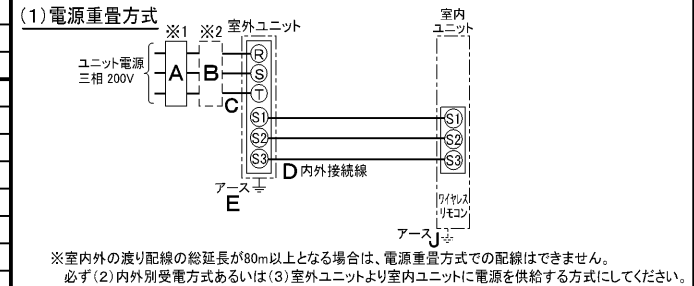 (1)電源重畳方式
※1 ※2 室外ユニット
室内
ユニット
ユニット電源
三相 200V
A
B
C
R
S
T
S1
S2
S3
S1
S2
S3
D 内外接続線
アース
E
ワイヤレス
リモコン
アース J
※室内外の渡り配線の総延長が80m以上となる場合は、電源重畳方式での配線はできません。
必ず(2)内外別受電方式あるいは(3)室外ユニットより室内ユニットに電源を供給する方式にしてください。